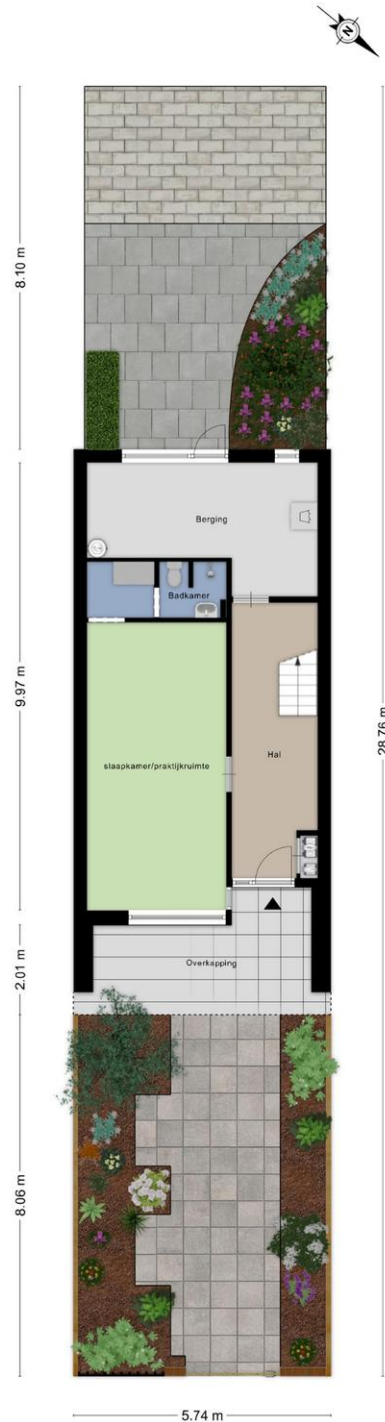 N
8.10 m
Berging
Badkamer
9.97 m
28.76 m
slaapkamer/praktijkruimte
Hal
2.01 m
Overkapping
8.06 m
5.74 m